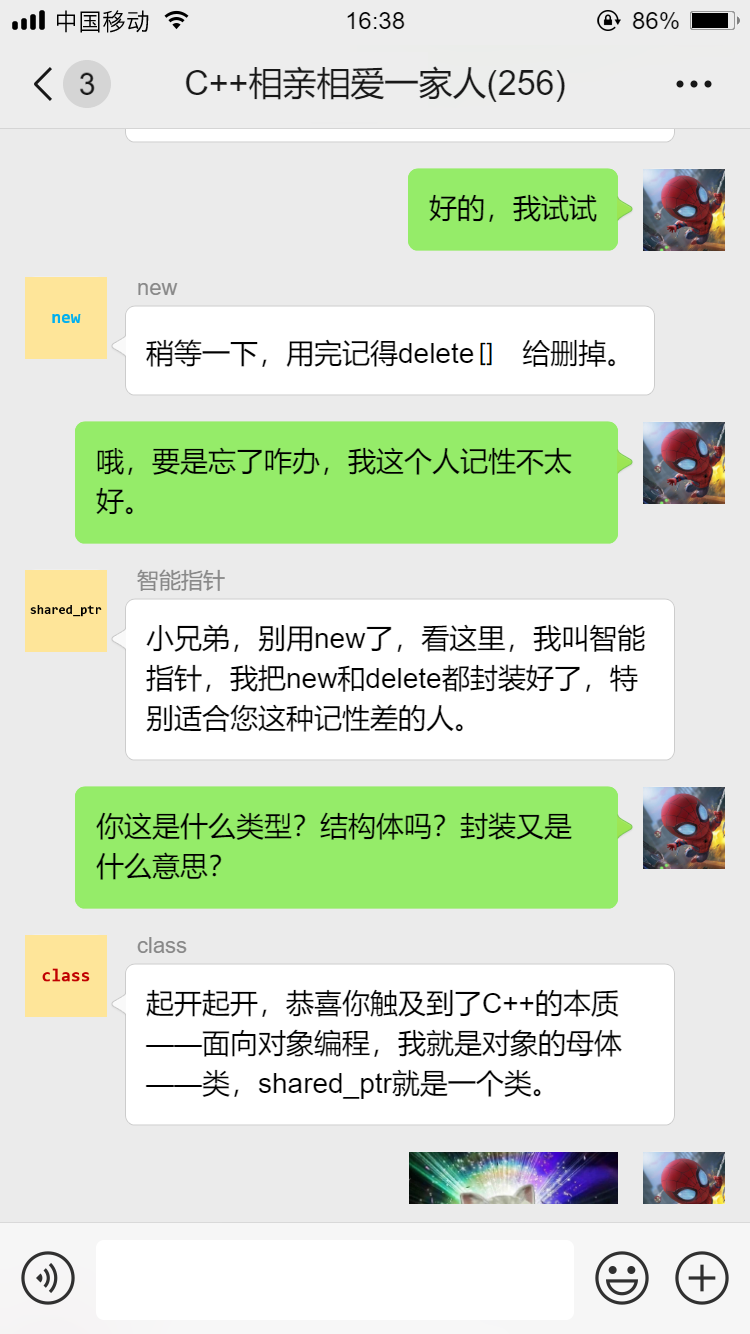 中国移动 16:38 86%
3 C++相亲相爱一家人(256)
好的，我试试
new
new
稍等一下，用完记得delete[] 给删掉。
哦，要是忘了咋办，我这个人记性不太
好。
智能指针
shared_ptr
小兄弟，别用new了，看这里，我叫智能
指针，我把new和delete都封装好了，特
别适合您这种记性差的人。
你这是什么类型？结构体吗？封装又是
什么意思？
class
class
起开起开，恭喜你触及到了C++的本质
——面向对象编程，我就是对象的母体
——类，shared_ptr就是一个类。